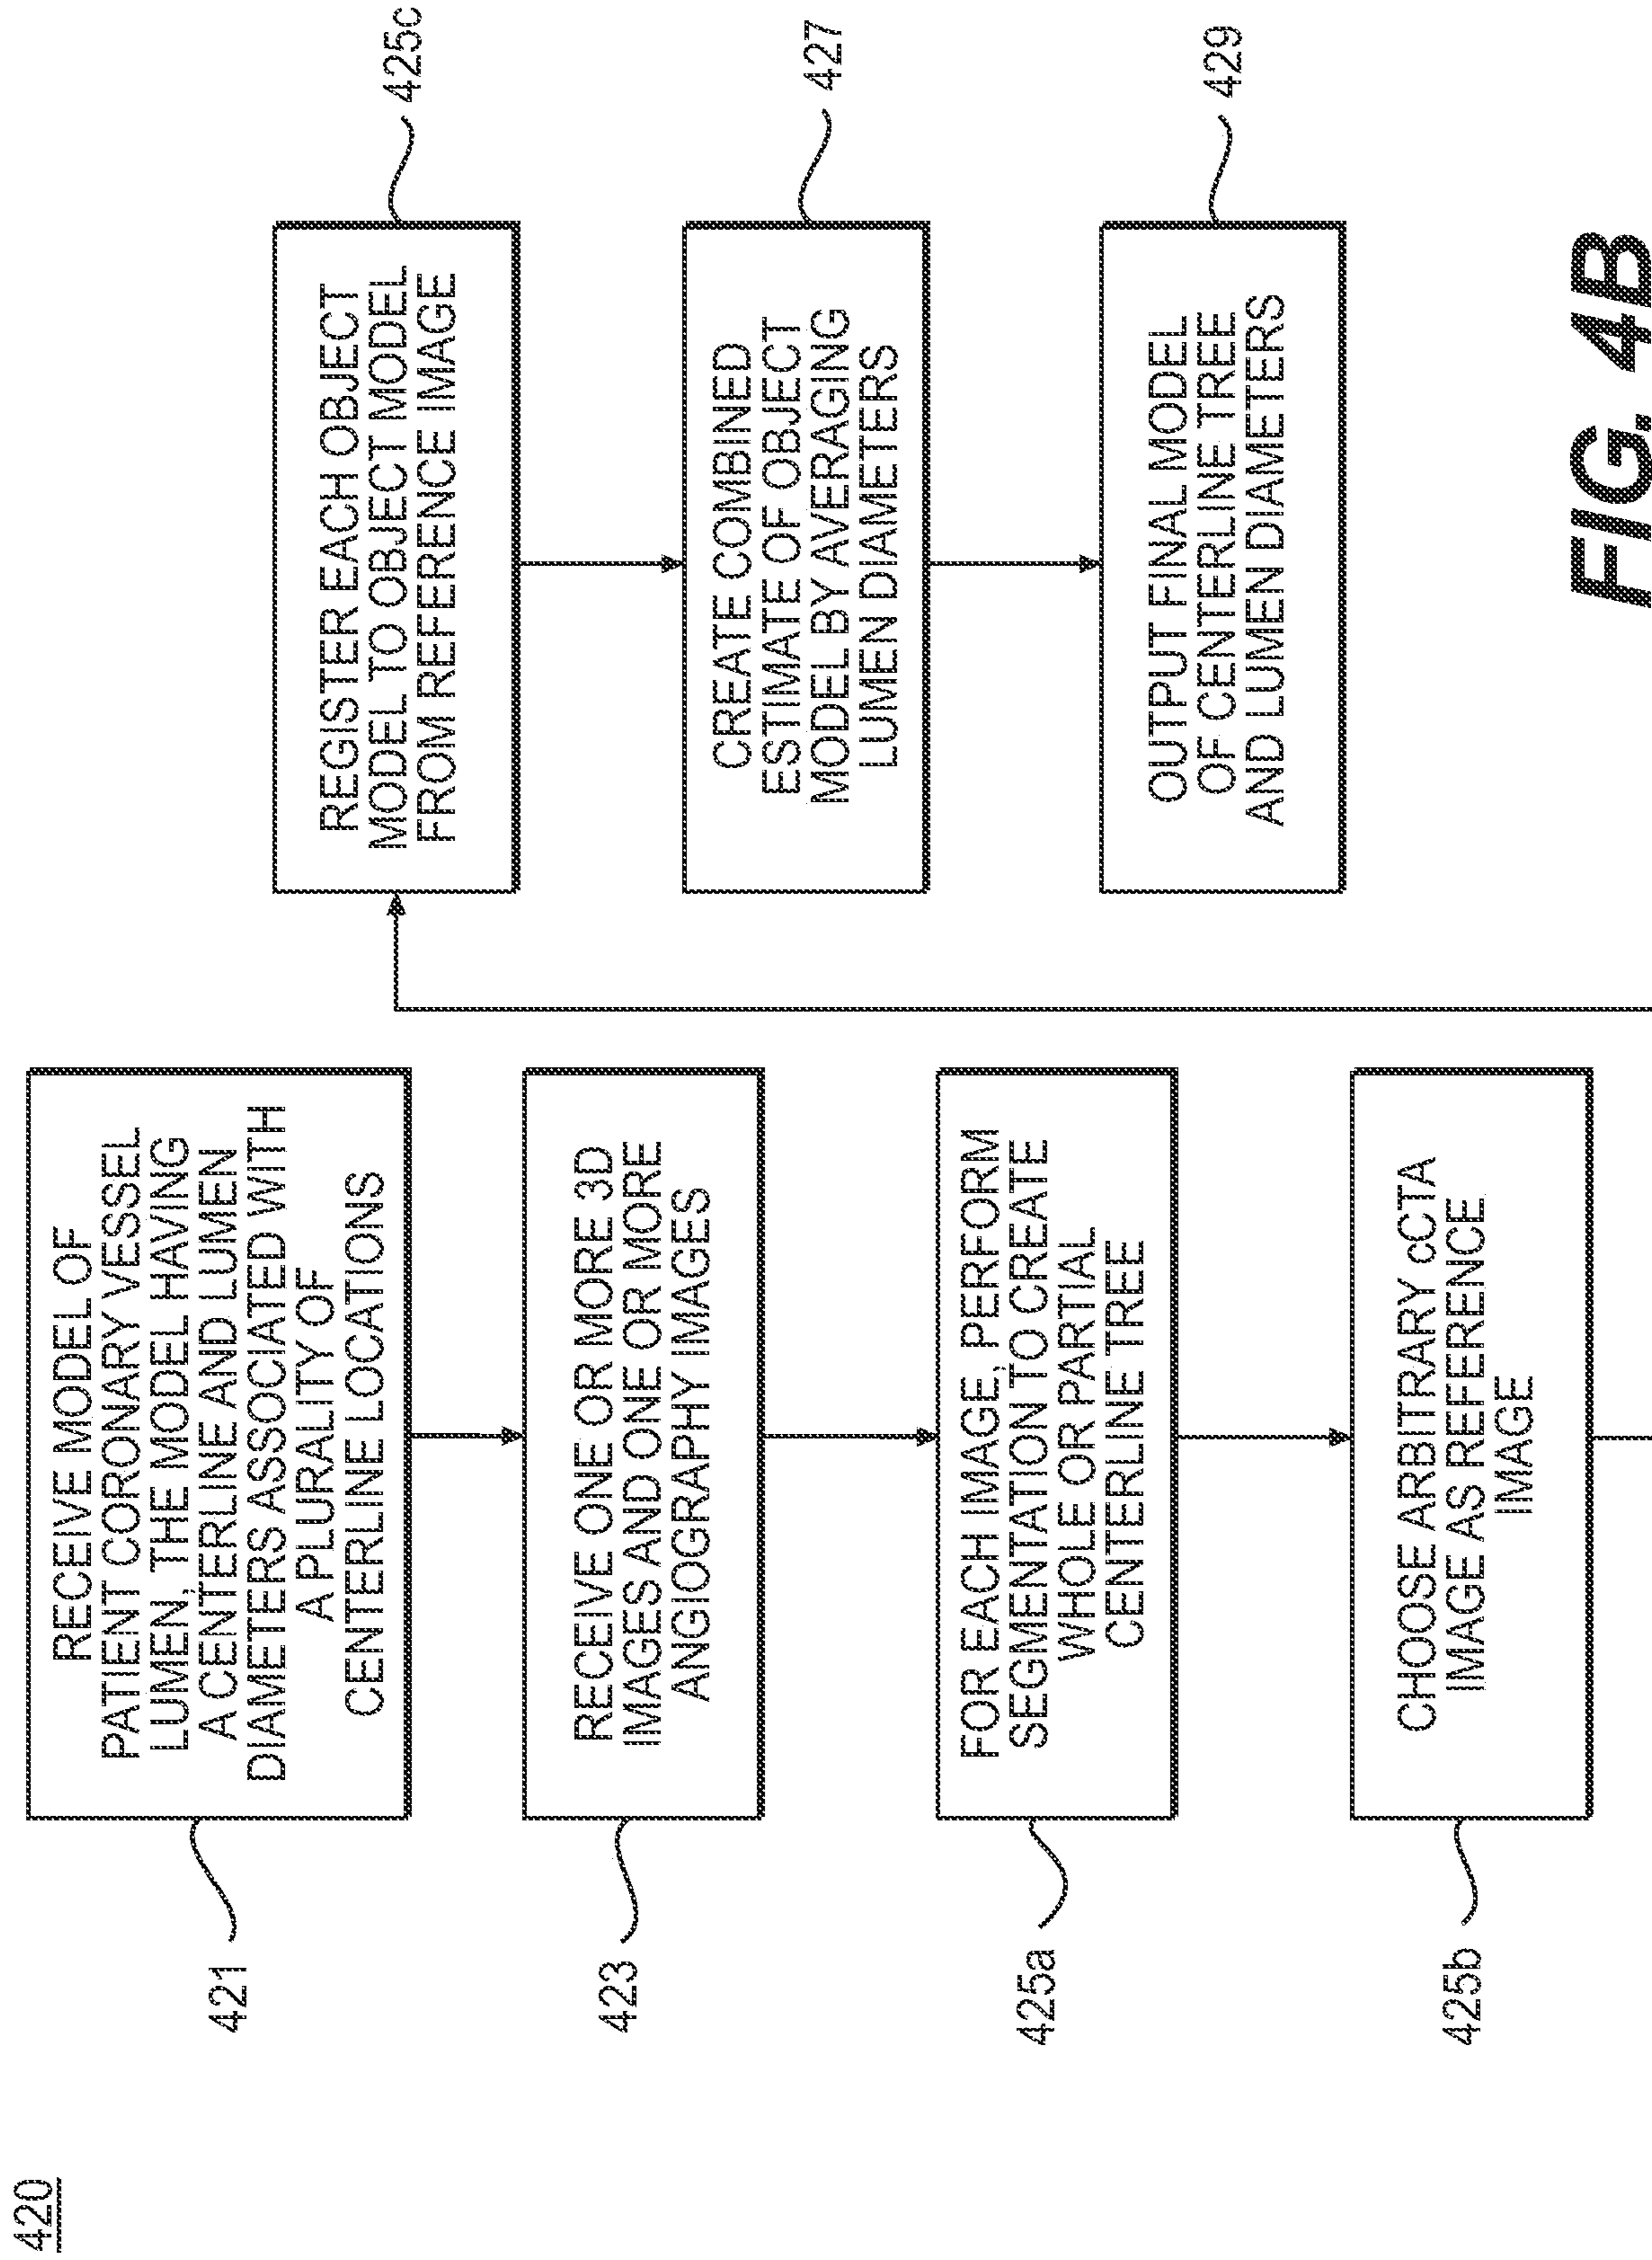 420
421
RECEIVE MODEL OF
PATIENT CORONARY VESSEL
LUMEN, THE MODEL HAVING
A CENTERLINE AND LUMEN
DIAMETERS ASSOCIATED WITH
A PLURALITY OF
CENTERLINE LOCATIONS
423
RECEIVE ONE OR MORE 3D
IMAGES AND ONE OR MORE
ANGIOGRAPHY IMAGES
425a
FOR EACH IMAGE, PERFORM
SEGMENTATION TO CREATE
WHOLE OR PARTIAL
CENTERLINE TREE
425b
CHOOSE ARBITRARY cCTA
IMAGE AS REFERENCE
IMAGE
425c
REGISTER EACH OBJECT
MODEL TO OBJECT MODEL
FROM REFERENCE IMAGE
427
CREATE COMBINED
ESTIMATE OF OBJECT
MODEL BY AVERAGING
LUMEN DIAMETERS
429
OUTPUT FINAL MODEL
OF CENTERLINE TREE
AND LUMEN DIAMETERS
FIG. 4B